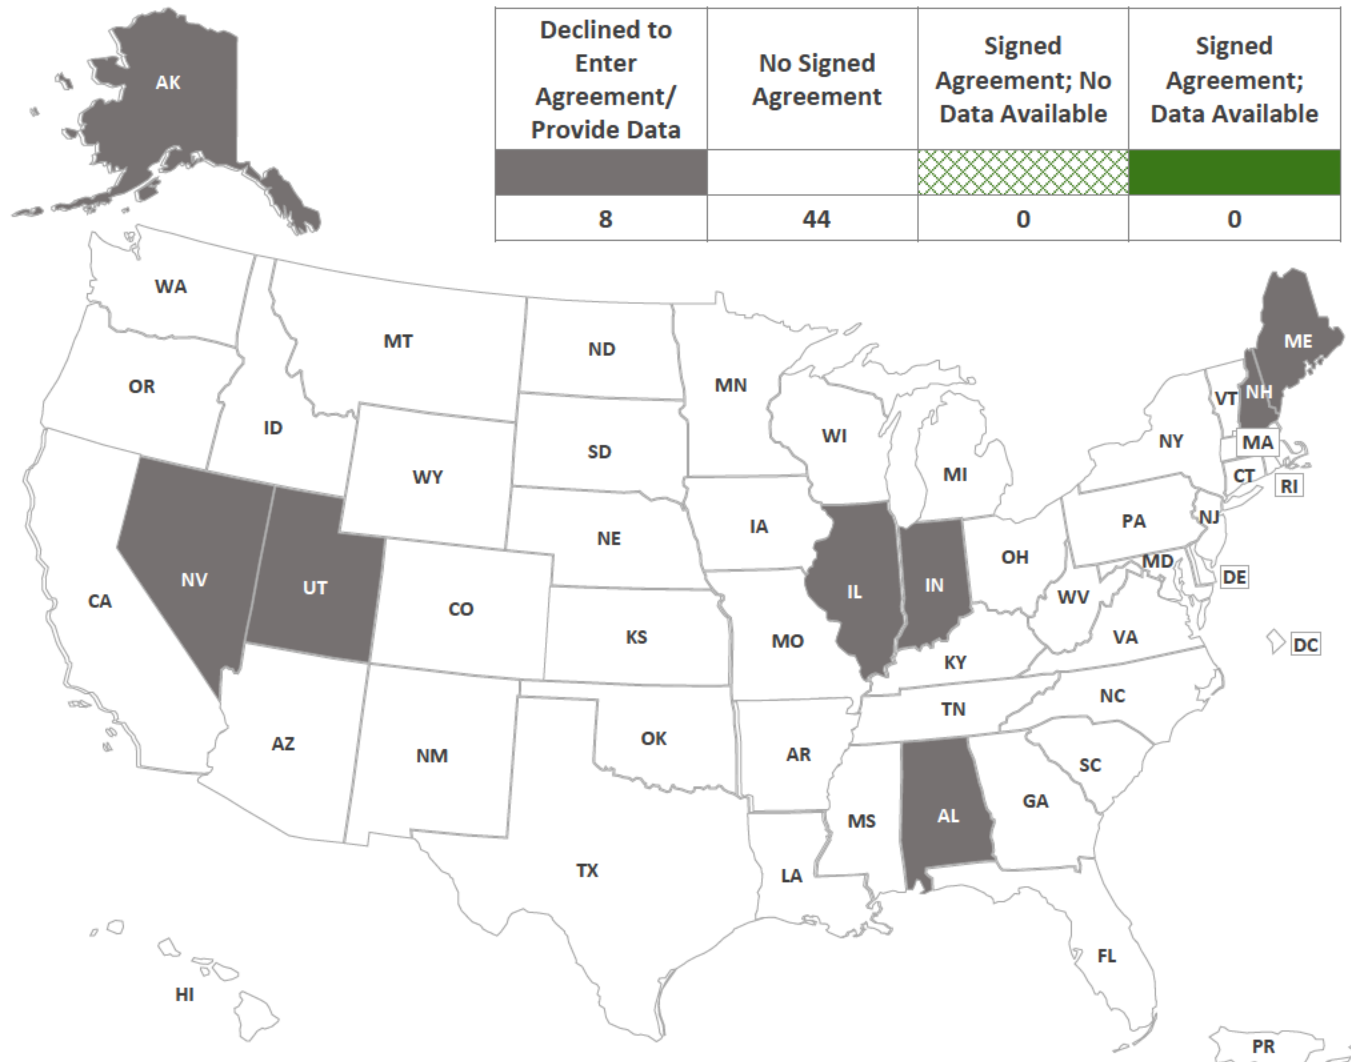 Declined to
Enter
Agreement/
Provide Data
No Signed
Agreement
Signed
Agreement; No
Data Available
Signed
Agreement;
Data Available
8
44
0
0
AK
WA
MT
ND
MN
ME
OR
ID
SD
WI
VT
NH
WY
MI
NY
MA
CT
RI
NE
IA
PA
NJ
NV
UT
CO
IL
IN
OH
MD
DE
CA
KS
MO
WV
VA
DC
KY
NC
TN
AZ
NM
OK
AR
SC
MS
AL
GA
TX
LA
FL
HI
PR